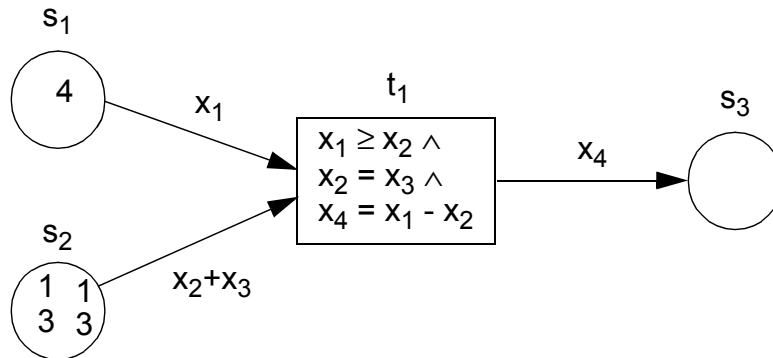 s₁
4
x₁
t₁
x₁ ≥ x₂ ∧
x₂ = x₃ ∧
x₄ = x₁ - x₂
x₄
s₃
s₂
1 1
3 3
x₂+x₃